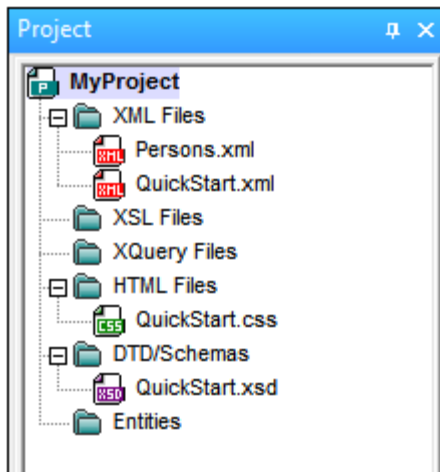 Project
MyProject
XML Files
Persons.xml
QuickStart.xml
XSL Files
XQuery Files
HTML Files
QuickStart.css
DTD/Schemas
QuickStart.xsd
Entities